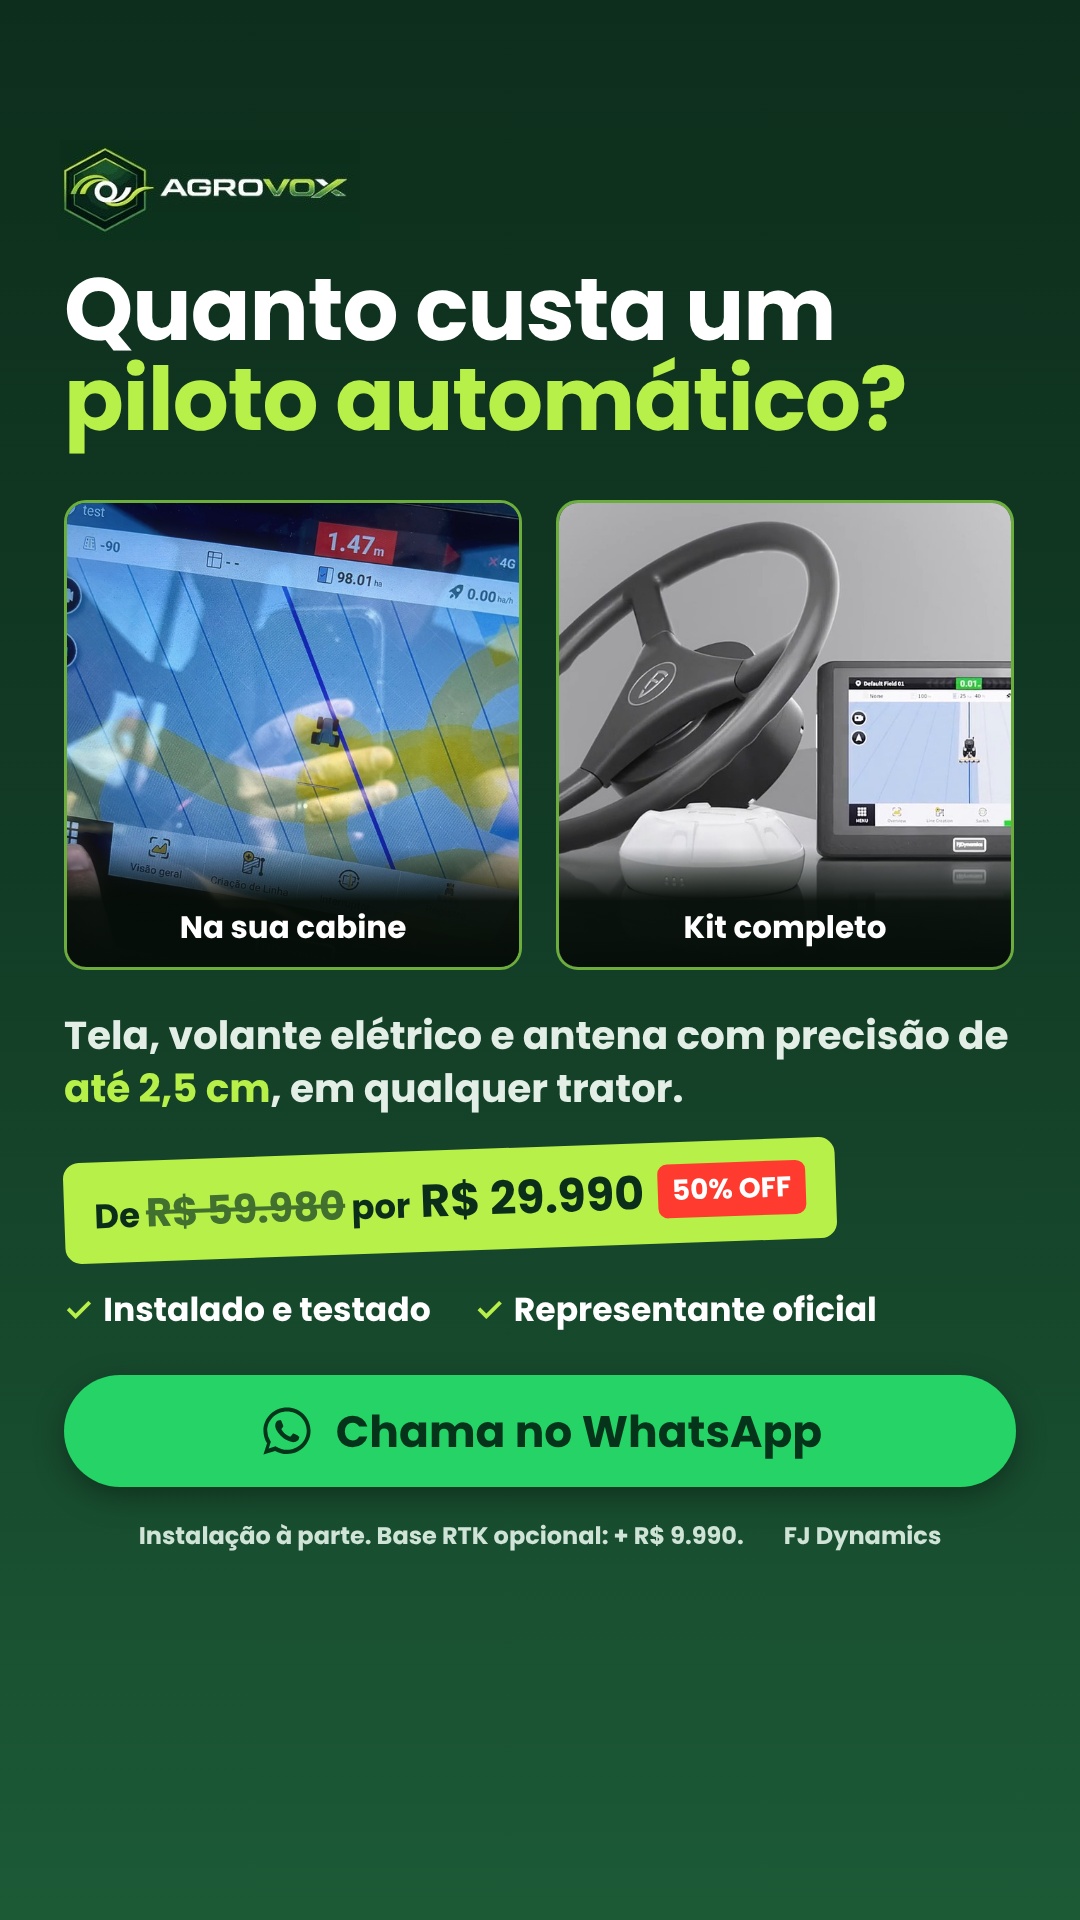 AGROVOX
Quanto custa um
piloto automático?
test
1.47m
-90
--
98.01 ha
4G
0.00 ha/h
Visão geral
Criação de Linha
Na sua cabine
Default Field 01
0.01
None
MENU
FJDynamics
Kit completo
Tela, volante elétrico e antena com precisão de
até 2,5 cm, em qualquer trator.
De R$ 59.980 por R$ 29.990 50% OFF
Instalado e testado
Representante oficial
Chama no WhatsApp
Instalação à parte. Base RTK opcional: + R$ 9.990. FJ Dynamics